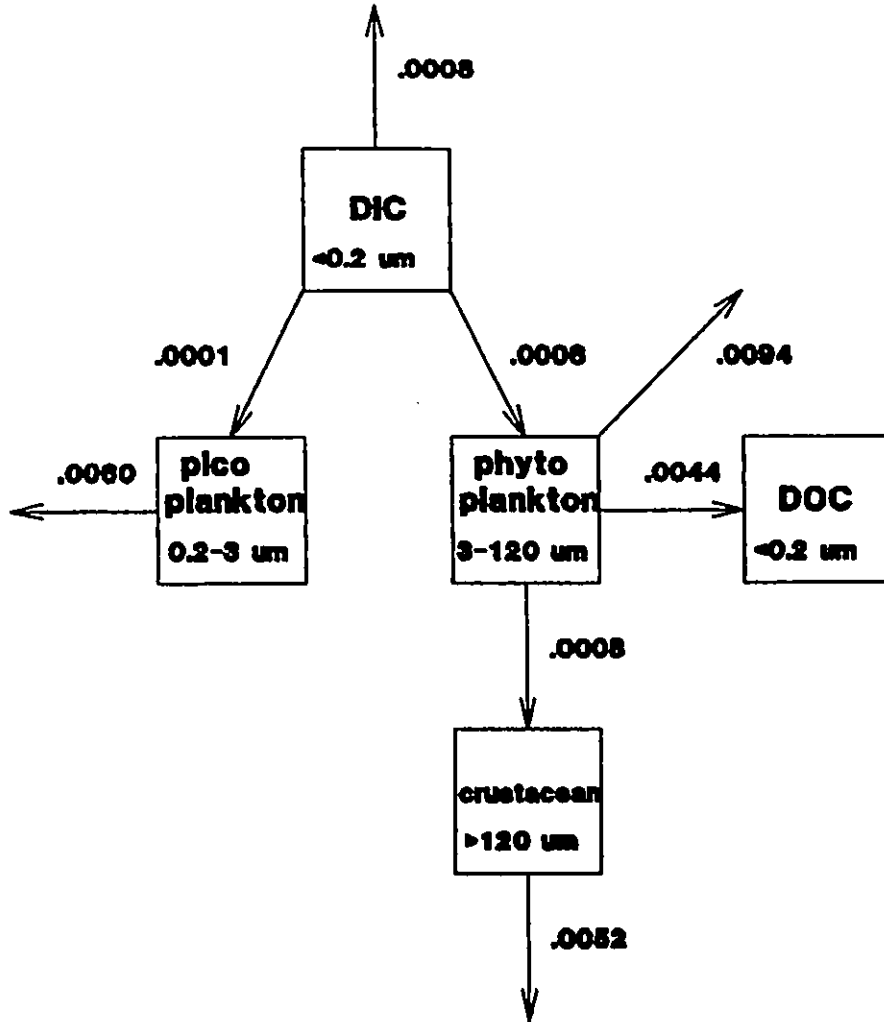 .0008
DIC
<0.2 um
.0001
.0006
.0094
.0060
pico
plankton
0.2-3 um
phyto
plankton
3-120 um
.0044
DOC
<0.2 um
.0008
crustacean
>120 um
.0052